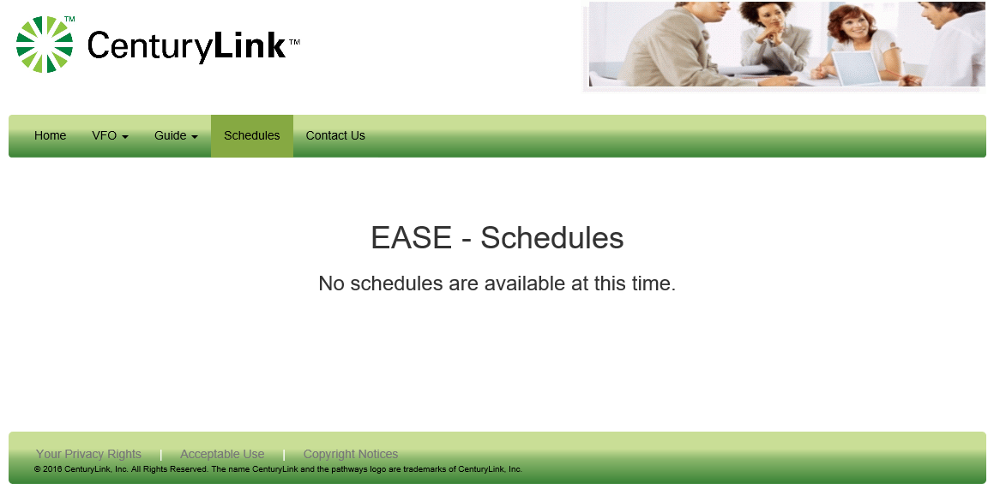 CenturyLink™
Home VFO Guide Schedules Contact Us
EASE - Schedules
No schedules are available at this time.
Your Privacy Rights | Acceptable Use | Copyright Notices
© 2016 CenturyLink, Inc. All Rights Reserved. The name CenturyLink and the pathways logo are trademarks of CenturyLink, Inc.